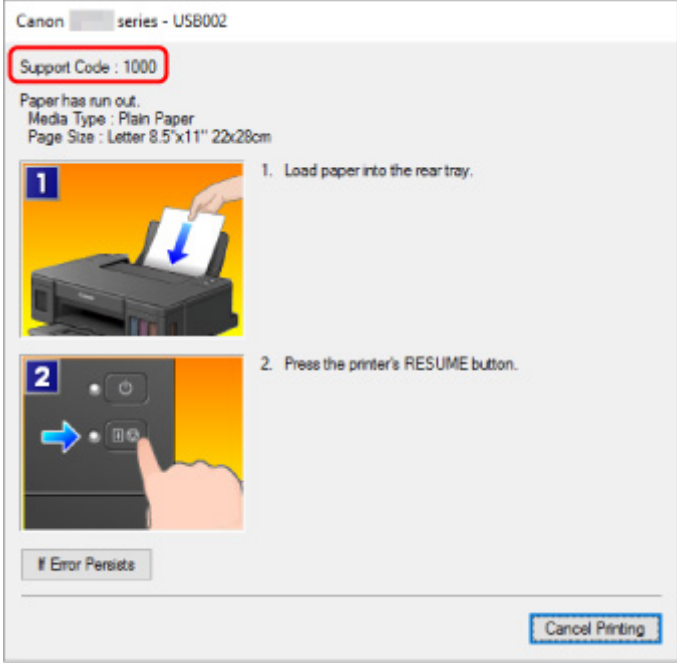 Canon series - USB002
Support Code : 1000
Paper has run out.
Media Type : Plain Paper
Page Size : Letter 8.5"x11" 22x28cm
1
1. Load paper into the rear tray.
2
2. Press the printer's RESUME button.
If Error Persists
Cancel Printing